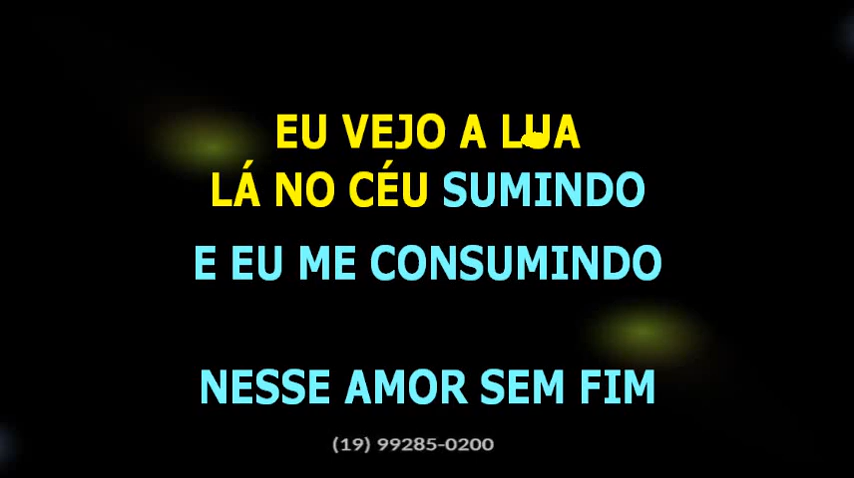 EU VEJO A LUA
LÁ NO CÉU SUMINDO
E EU ME CONSUMINDO
NESSE AMOR SEM FIM
(19) 99285-0200